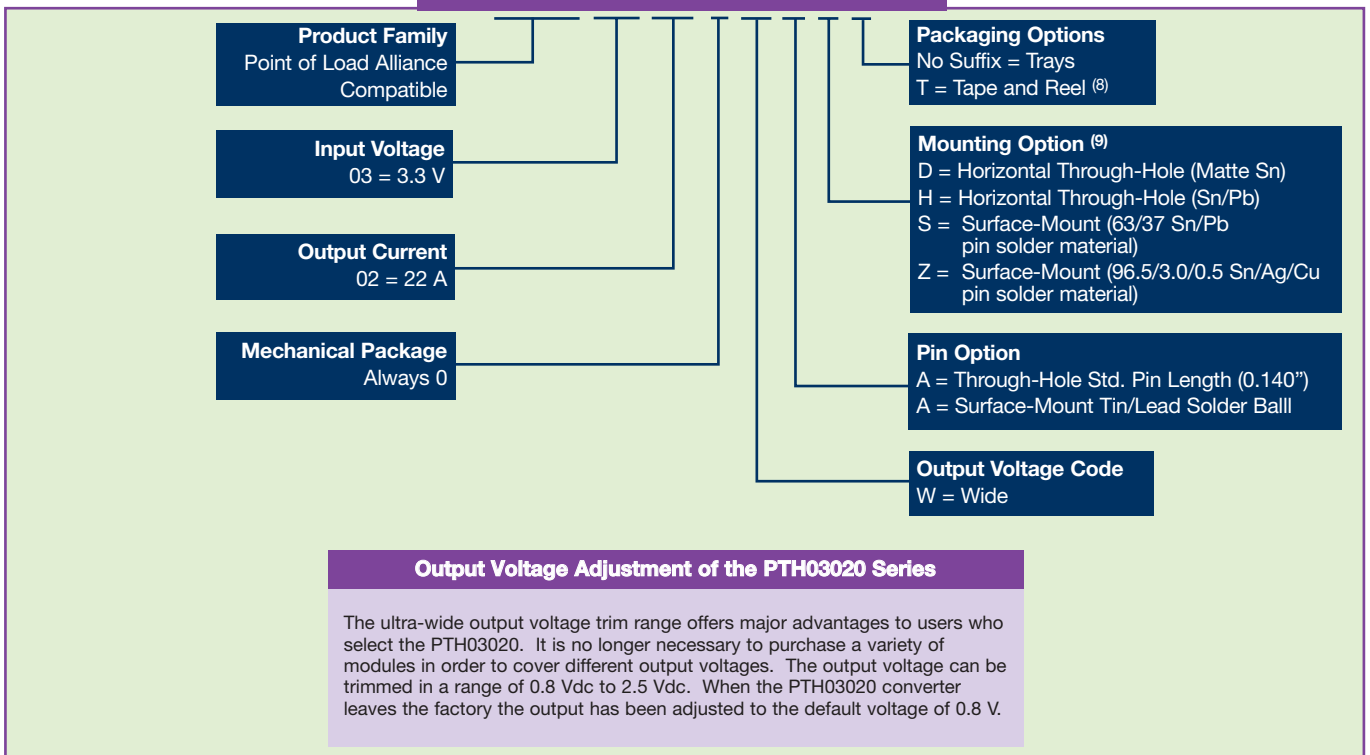 Product Family
Point of Load Alliance
Compatible
Input Voltage
03 = 3.3 V
Output Current
02 = 22 A
Mechanical Package
Always 0
Packaging Options
No Suffix = Trays
T = Tape and Reel (8)
Mounting Option (9)
D = Horizontal Through-Hole (Matte Sn)
H = Horizontal Through-Hole (Sn/Pb)
S = Surface-Mount (63/37 Sn/Pb
pin solder material)
Z = Surface-Mount (96.5/3.0/0.5 Sn/Ag/Cu
pin solder material)
Pin Option
A = Through-Hole Std. Pin Length (0.140”)
A = Surface-Mount Tin/Lead Solder Balll
Output Voltage Code
W = Wide
Output Voltage Adjustment of the PTH03020 Series
The ultra-wide output voltage trim range offers major advantages to users who
select the PTH03020. It is no longer necessary to purchase a variety of
modules in order to cover different output voltages. The output voltage can be
trimmed in a range of 0.8 Vdc to 2.5 Vdc. When the PTH03020 converter
leaves the factory the output has been adjusted to the default voltage of 0.8 V.